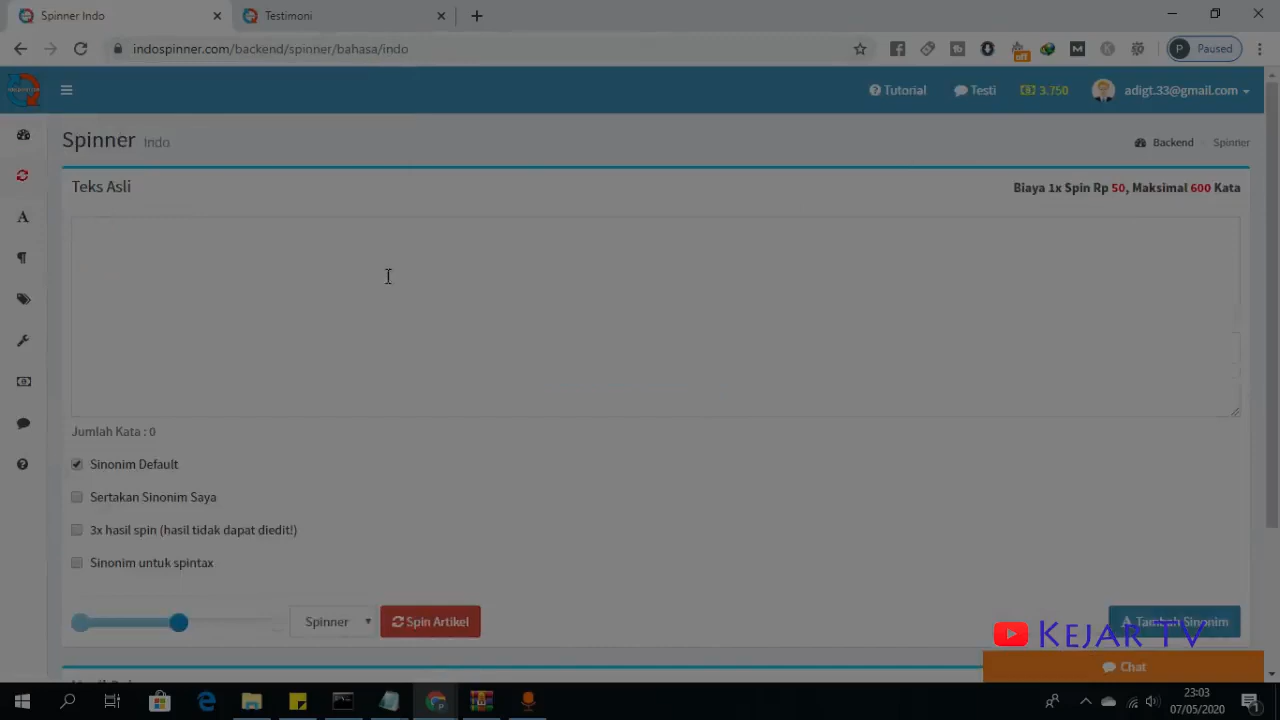 Spinner Indo
Testimoni
indospinner.com/backend/spinner/bahasa/indo
off
P Paused
Tutorial
Testi
3.750
adigt.33@gmail.com
Spinner Indo
Backend
Spinner
Teks Asli
Biaya 1x Spin Rp 50, Maksimal 600 Kata
Jumlah Kata : 0
Sinonim Default
Sertakan Sinonim Saya
3x hasil spin (hasil tidak dapat diedit!)
Sinonim untuk spintax
Spinner
Spin Artikel
Tambah Sinonim
KEJAR TV
Chat
23:03
07/05/2020